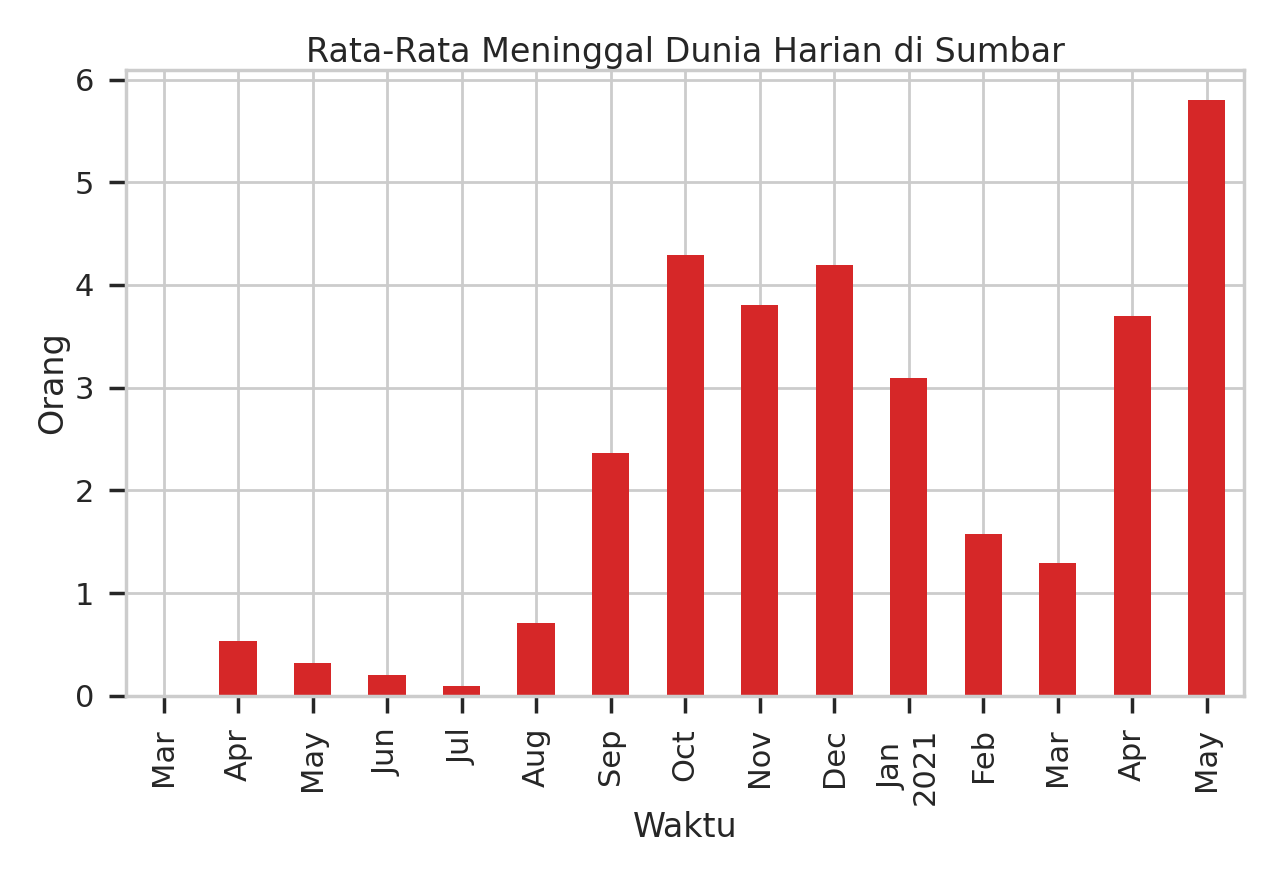 Rata-Rata Meninggal Dunia Harian di Sumbar
6
5
4
3
2
1
0
Orang
Mar
Apr
May
Jun
Jul
Aug
Sep
Oct
Nov
Dec
Jan
2021
Feb
Mar
Apr
May
Waktu